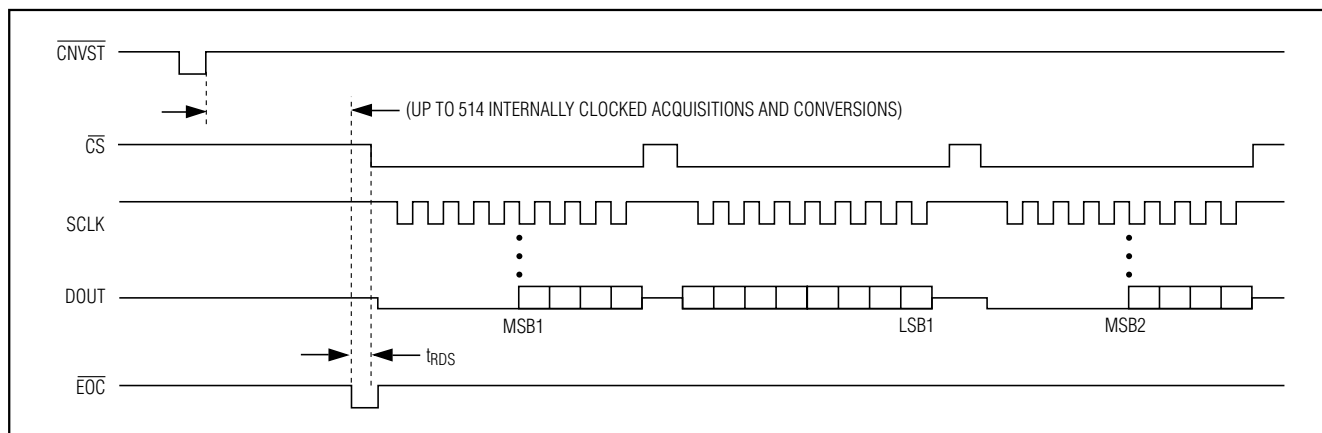 CNVST
(UP TO 514 INTERNALLY CLOCKED ACQUISITIONS AND CONVERSIONS)
CS
SCLK
DOUT
MSB1
LSB1
MSB2
tRDS
EOC